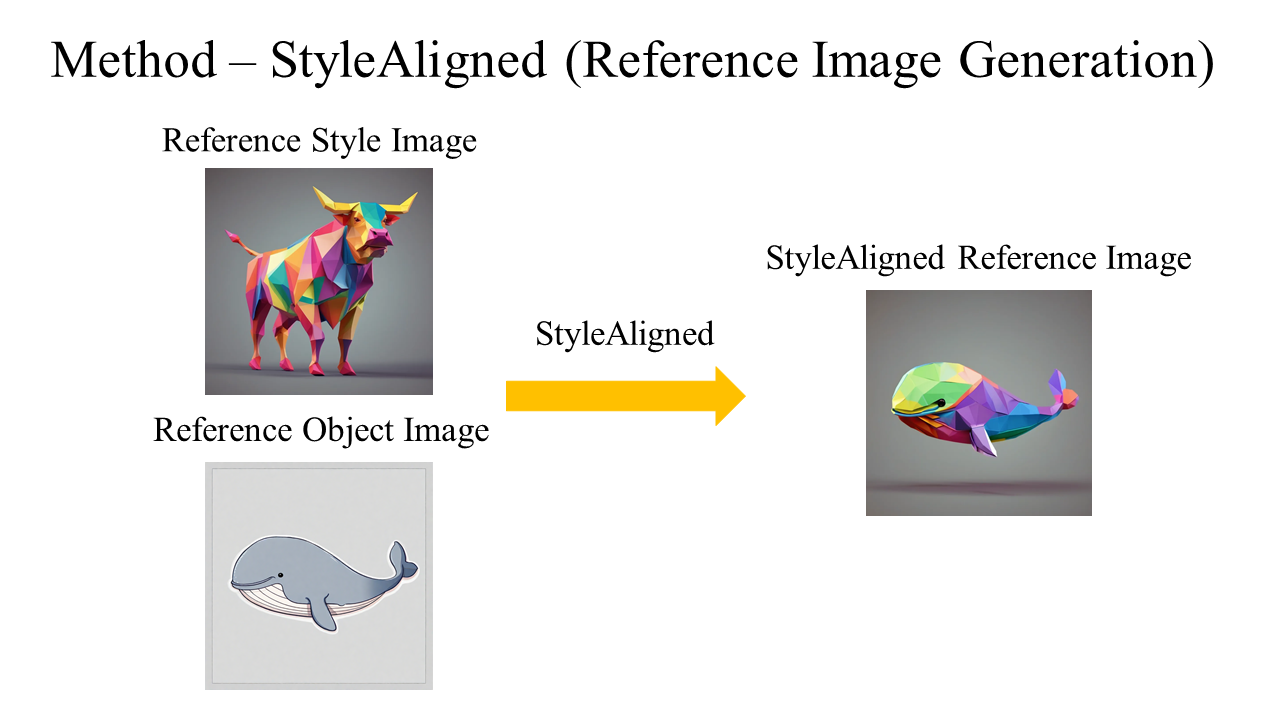 Method – StyleAligned (Reference Image Generation)
Reference Style Image
StyleAligned Reference Image
StyleAligned
Reference Object Image